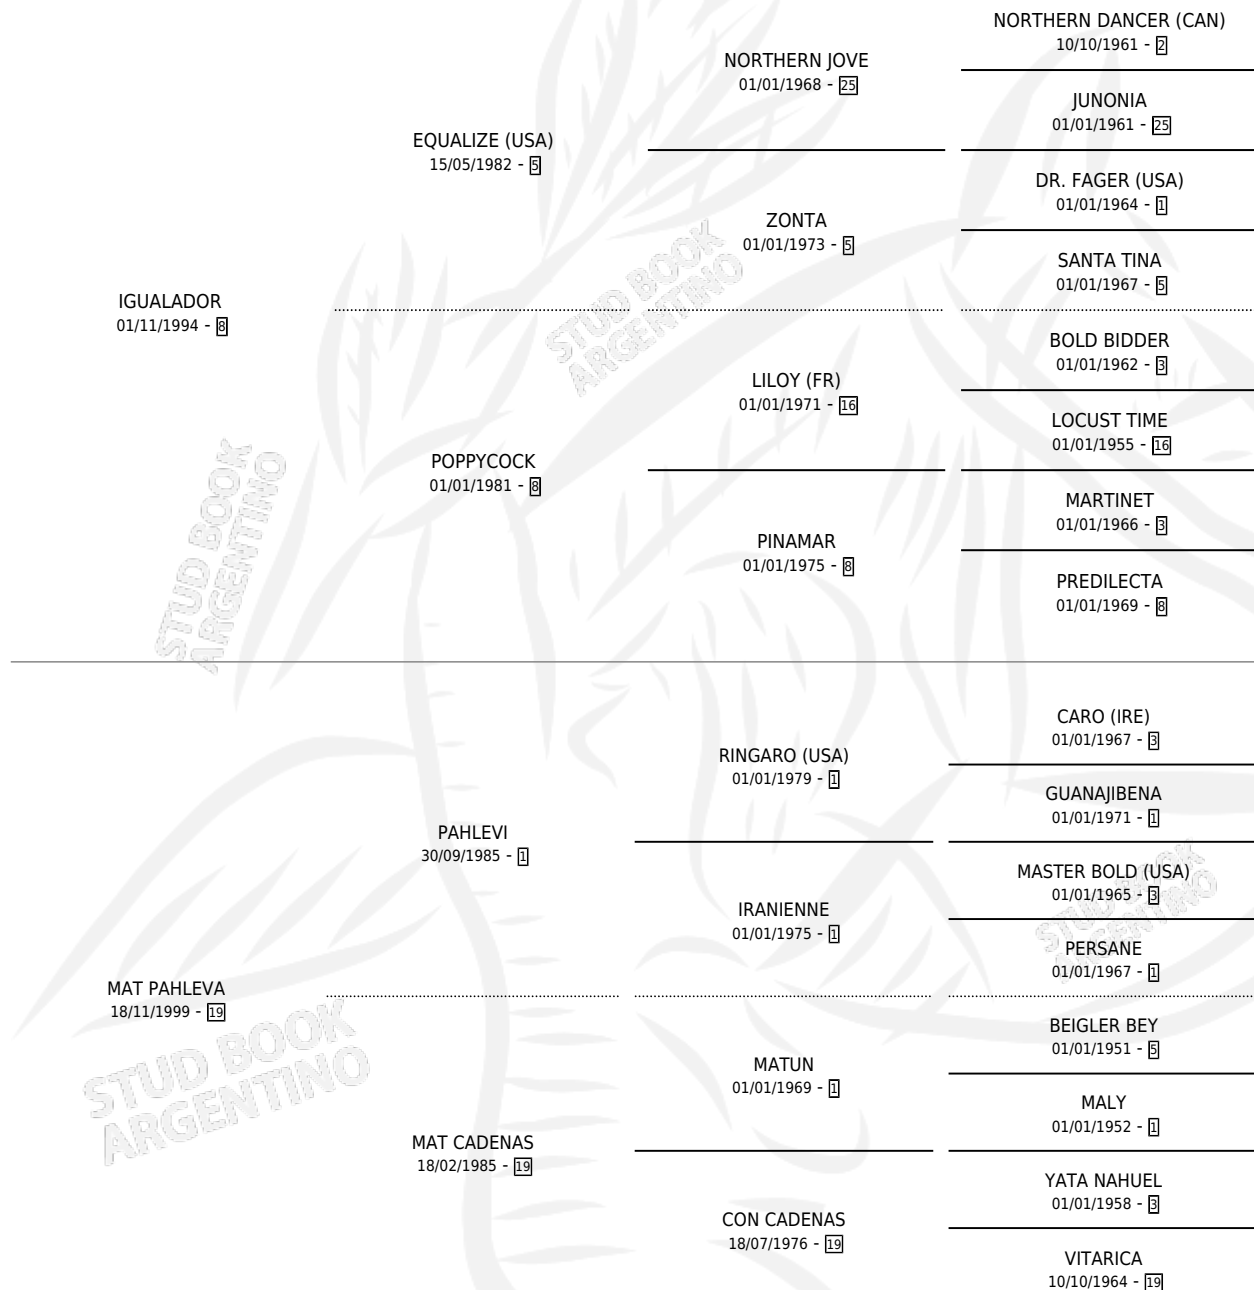 NORTHERN DANCER (CAN)
10/10/1961 - 2
NORTHERN JOVE
01/01/1968 - 25
JUNONIA
01/01/1961 - 25
EQUALIZE (USA)
15/05/1982 - 5
DR. FAGER (USA)
01/01/1964 - 1
ZONTA
01/01/1973 - 5
SANTA TINA
01/01/1967 - 5
IGUALADOR
01/11/1994 - 8
STUD BOOK
ARGENTINO
BOLD BIDDER
01/01/1962 - 3
LILOY (FR)
01/01/1971 - 16
LOCUST TIME
01/01/1955 - 16
POPPYCOCK
01/01/1981 - 8
MARTINET
01/01/1966 - 3
PINAMAR
01/01/1975 - 8
PREDILECTA
01/01/1969 - 8
STUD BOOK
ARGENTINO
CARO (IRE)
01/01/1967 - 3
RINGARO (USA)
01/01/1979 - 1
GUANAJIBENA
01/01/1971 - 1
PAHLEVI
30/09/1985 - 1
MASTER BOLD (USA)
01/01/1965 - 3
IRANIENNE
01/01/1975 - 1
PERSANE
01/01/1967 - 1
STUD BOOK
ARGENTINO
MAT PAHLEVA
18/11/1999 - 19
STUD BOOK
ARGENTINO
BEIGLER BEY
01/01/1951 - 5
MATUN
01/01/1969 - 1
MALY
01/01/1952 - 1
MAT CADENAS
18/02/1985 - 19
YATA NAHUEL
01/01/1958 - 3
CON CADENAS
18/07/1976 - 19
VITARICA
10/10/1964 - 19